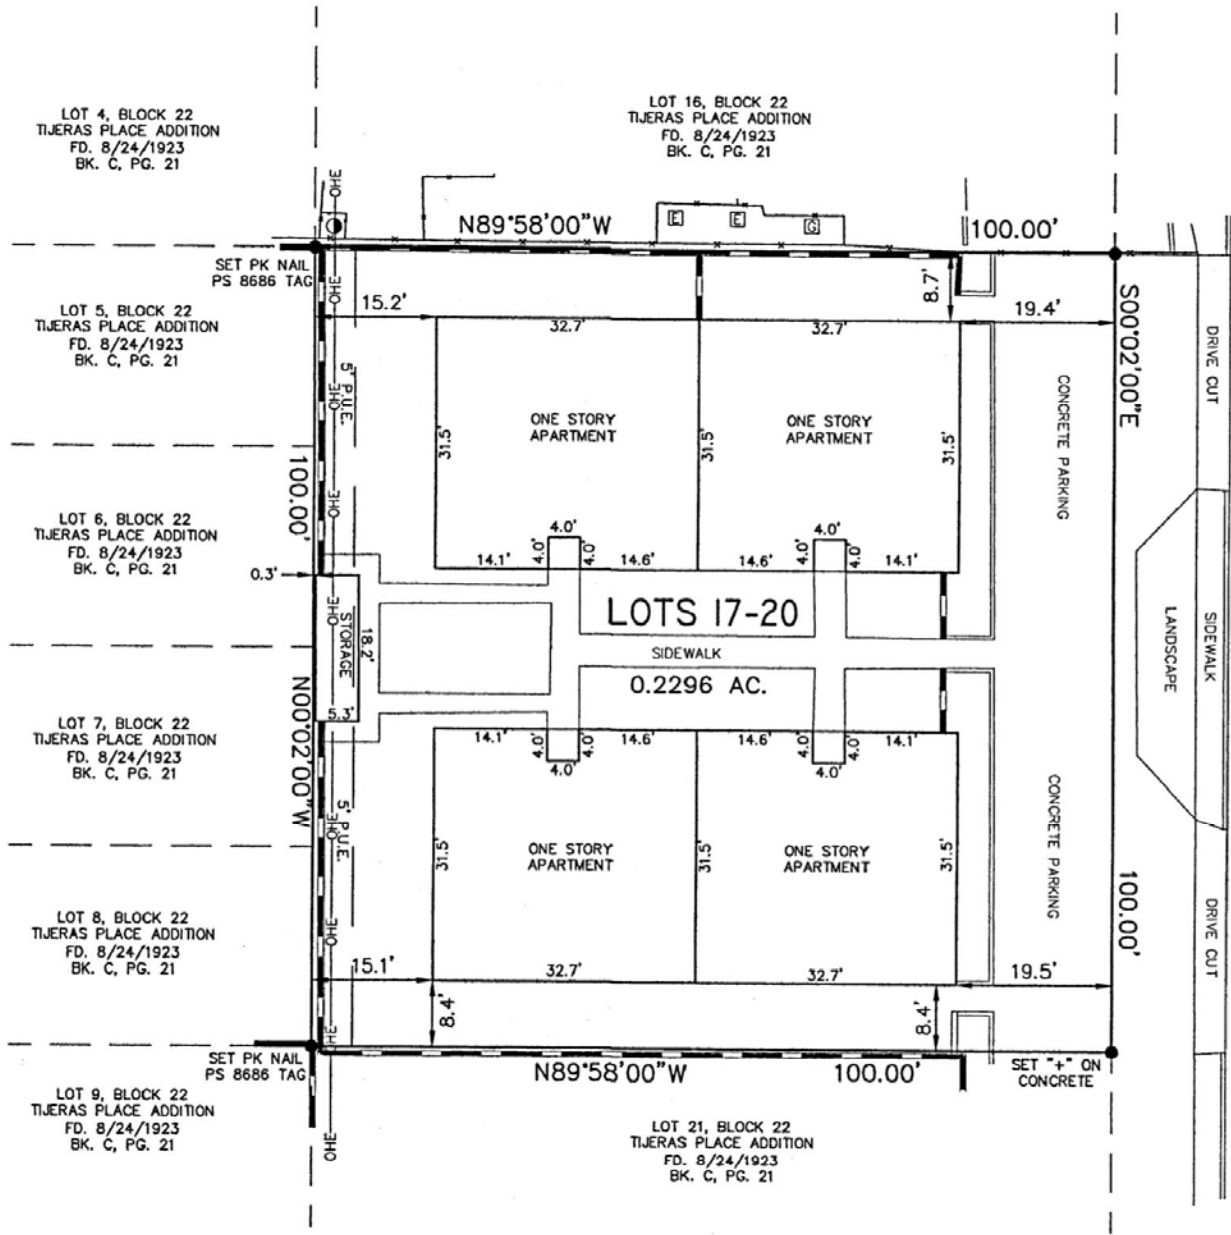 LOT 4, BLOCK 22
TIJERAS PLACE ADDITION
FD. 8/24/1923
BK. C, PG. 21
LOT 16, BLOCK 22
TIJERAS PLACE ADDITION
FD. 8/24/1923
BK. C, PG. 21
OHE
N89°58'00"W
E
E
G
100.00'
SET PK NAIL
PS 8686 TAG
OHE
15.2'
8.7'
19.4'
S00°02'00"E
DRIVE CUT
LOT 5, BLOCK 22
TIJERAS PLACE ADDITION
FD. 8/24/1923
BK. C, PG. 21
32.7'
32.7'
5' P.U.E.
OHE
ONE STORY
APARTMENT
ONE STORY
APARTMENT
31.5'
31.5'
31.5'
CONCRETE PARKING
100.00'
OHE
LOT 6, BLOCK 22
TIJERAS PLACE ADDITION
FD. 8/24/1923
BK. C, PG. 21
4.0'
4.0'
4.0'
4.0'
4.0'
4.0'
14.1'
14.6'
14.6'
14.1'
0.3'
OHE
STORAGE
18.2'
5.3'
LOTS 17-20
SIDEWALK
0.2296 AC.
LANDSCAPE
SIDEWALK
LOT 7, BLOCK 22
TIJERAS PLACE ADDITION
FD. 8/24/1923
BK. C, PG. 21
N00°02'00"W
14.1'
4.0'
4.0'
14.6'
14.6'
4.0'
4.0'
14.1'
4.0'
4.0'
OHE
5' P.U.E.
31.5'
31.5'
31.5'
ONE STORY
APARTMENT
ONE STORY
APARTMENT
CONCRETE PARKING
100.00'
DRIVE CUT
LOT 8, BLOCK 22
TIJERAS PLACE ADDITION
FD. 8/24/1923
BK. C, PG. 21
OHE
15.1'
32.7'
32.7'
19.5'
8.4'
8.4'
OHE
SET PK NAIL
PS 8686 TAG
N89°58'00"W
100.00'
SET "+" ON
CONCRETE
LOT 9, BLOCK 22
TIJERAS PLACE ADDITION
FD. 8/24/1923
BK. C, PG. 21
OHE
LOT 21, BLOCK 22
TIJERAS PLACE ADDITION
FD. 8/24/1923
BK. C, PG. 21